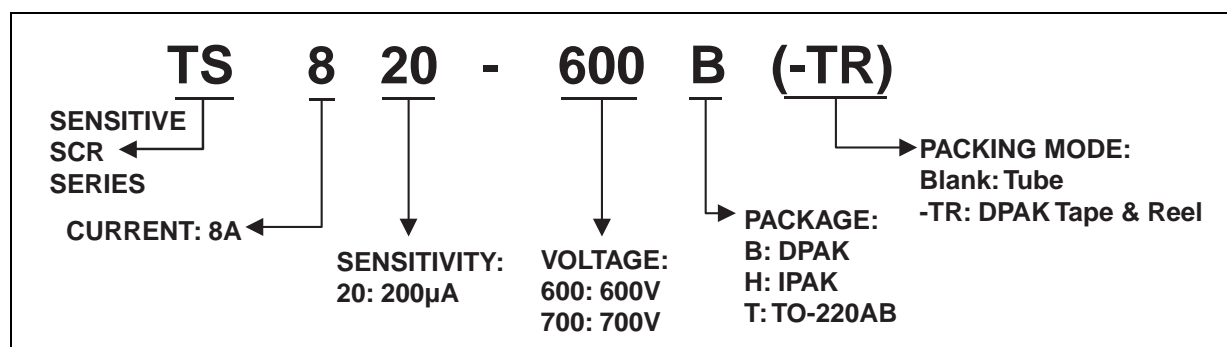 TS 8 20 - 600 B (-TR)
SENSITIVE
SCR
SERIES
CURRENT: 8A
SENSITIVITY:
20: 200µA
VOLTAGE:
600: 600V
700: 700V
PACKAGE:
B: DPAK
H: IPAK
T: TO-220AB
PACKING MODE:
Blank: Tube
-TR: DPAK Tape & Reel